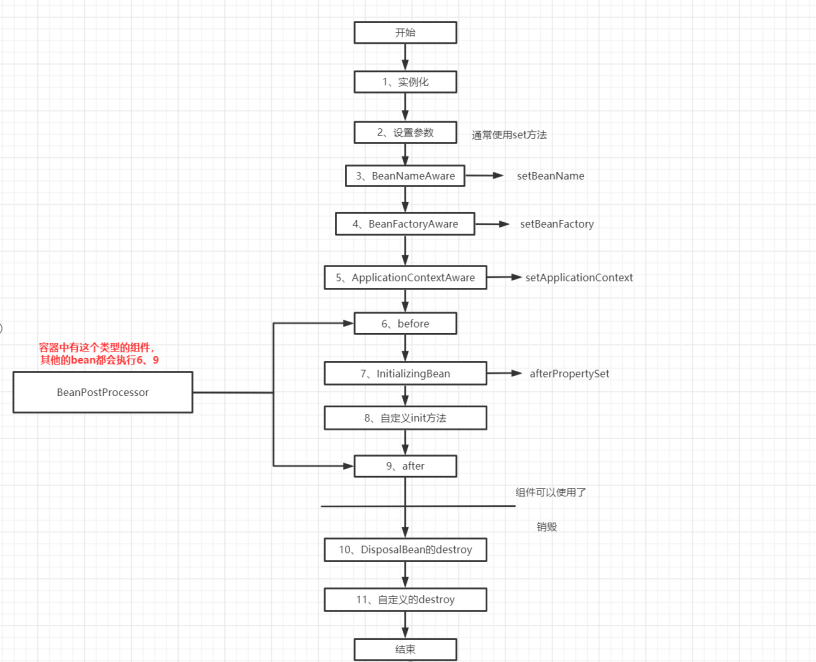 开始
1、实例化
2、设置参数
通常使用set方法
3、BeanNameAware
setBeanName
4、BeanFactoryAware
setBeanFactory
5、ApplicationContextAware
setApplicationContext
)
6、before
容器中有这个类型的组件，
其他的bean都会执行6、9
BeanPostProcessor
7、InitializingBean
afterPropertySet
8、自定义init方法
9、after
组件可以使用了
销毁
10、DisposalBean的destroy
11、自定义的destroy
结束